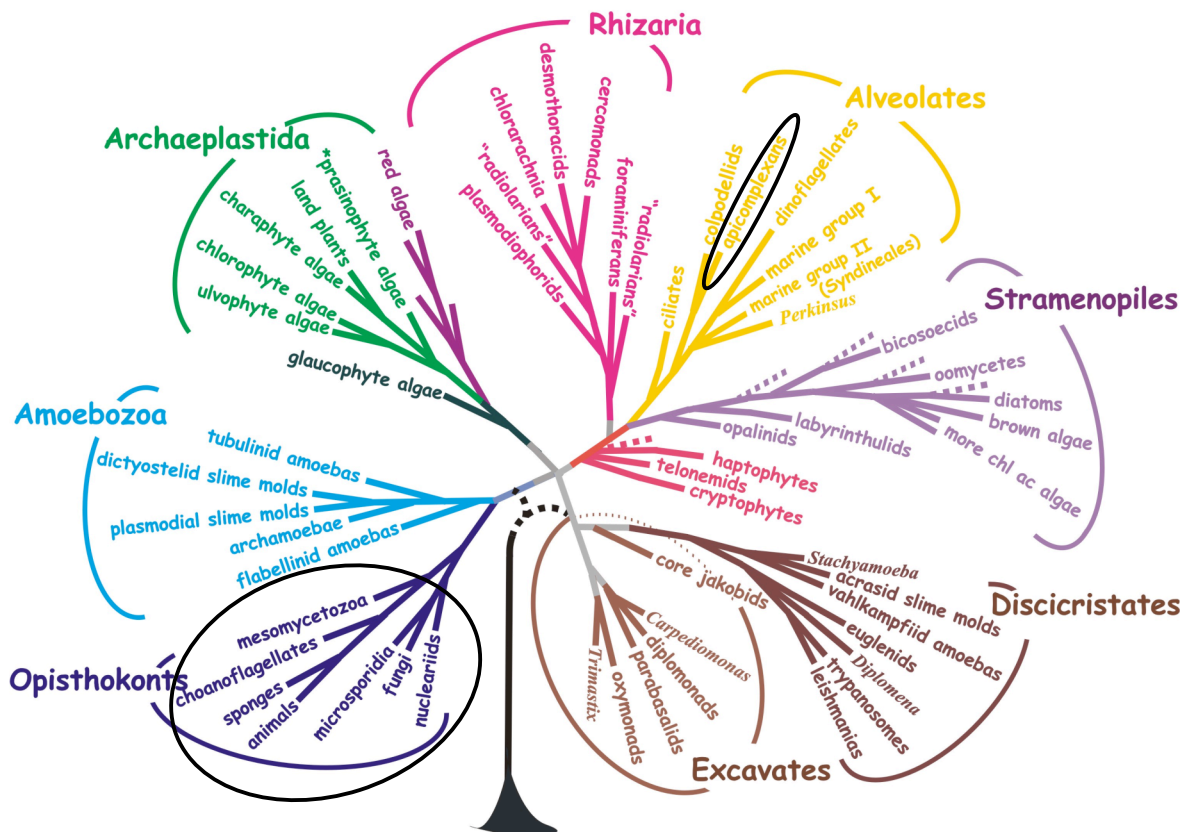 Rhizaria
desmothoracids
cercomonads
chlorarachnia
"radiolarians"
plasmodiophorids
foraminiferans
"radiolarians"
Alveolates
colpodellids
apicomplexans
dinoflagellates
ciliates
marine group I
marine group II
(Syndineales)
Perkinsus
Archaeplastida
red algae
*prasinophyte algae
land plants
charaphyte algae
chlorophyte algae
ulvophyte algae
glaucophyte algae
Stramenopiles
bicosoecids
oomycetes
diatoms
brown algae
more chl ac algae
labyrinthulids
opalinids
haptophytes
telonemids
cryptophytes
Amoebozoa
tubulinid amoebas
dictyostelid slime molds
plasmodial slime molds
archamoebae
flabellinid amoebas
Opisthokonts
mesomycetozoa
choanoflagellates
sponges
animals
microsporidia
fungi
nucleariids
Discicristates
Stachyamoeba
acrasid slime molds
vahlkampfiid amoebas
euglenids
Diplomena
trypanosomes
leishmanias
Excavates
core jakobids
Carpediomonas
diplomonads
parabasalids
oxymonads
Trimastix